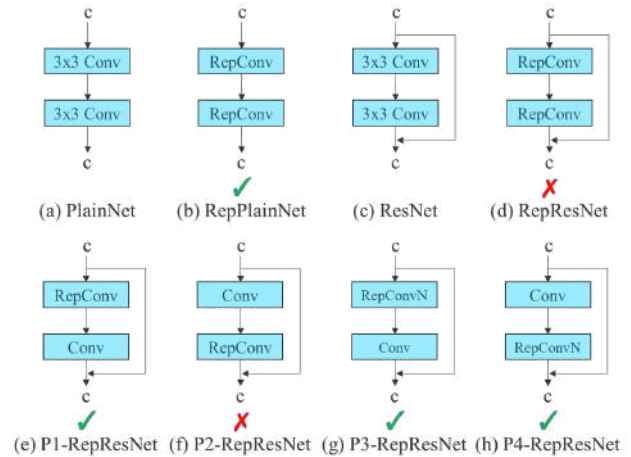 c c c c
3x3 Conv RepConv 3x3 Conv RepConv
3x3 Conv RepConv 3x3 Conv RepConv
c c c c
(a) PlainNet (b) RepPlainNet (c) ResNet (d) RepResNet
c c c c
RepConv Conv RepConvN Conv
Conv RepConv Conv RepConvN
c c c c
(e) P1-RepResNet (f) P2-RepResNet (g) P3-RepResNet (h) P4-RepResNet